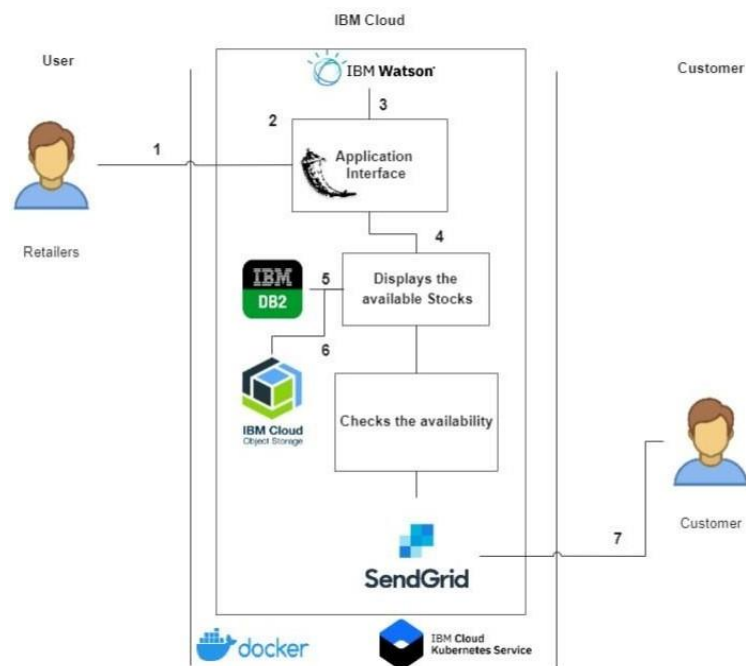 IBM Cloud
User
Customer
IBM Watson
3
2
1
Application
Interface
Retailers
4
IBM
DB2
5
Displays the
available Stocks
6
IBM Cloud
Object Storage
Checks the availability
Customer
7
SendGrid
docker
IBM Cloud
Kubernetes Service